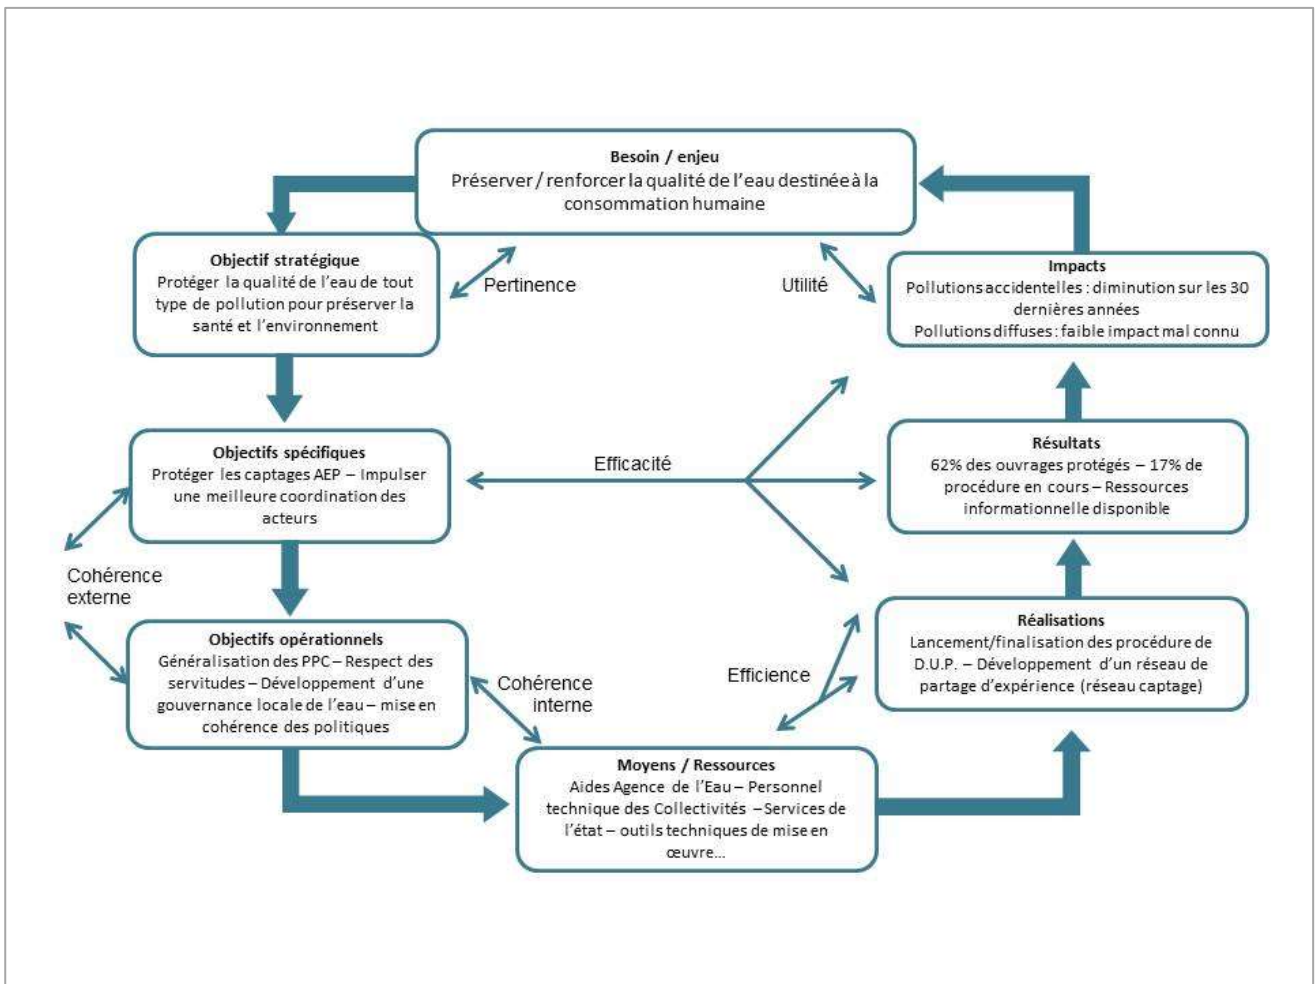 Besoin / enjeu
Préserver / renforcer la qualité de l'eau destinée à la
consommation humaine
Objectif stratégique
Protéger la qualité de l'eau de tout
type de pollution pour préserver la
santé et l'environnement
Pertinence
Utilité
Impacts
Pollutions accidentelles : diminution sur les 30
dernières années
Pollutions diffuses : faible impact mal connu
Objectifs spécifiques
Protéger les captages AEP – Impulser
une meilleure coordination des
acteurs
Efficacité
Résultats
62% des ouvrages protégés – 17% de
procédure en cours – Ressources
informationnelle disponible
Cohérence
externe
Objectifs opérationnels
Généralisation des PPC – Respect des
servitudes – Développement d'une
gouvernance locale de l'eau – mise en
cohérence des politiques
Cohérence
interne
Efficience
Réalisations
Lancement/finalisation des procédure de
D.U.P. – Développement d'un réseau de
partage d'expérience (réseau captage)
Moyens / Ressources
Aides Agence de l'Eau – Personnel
technique des Collectivités – Services de
l'état – outils techniques de mise en
œuvre…